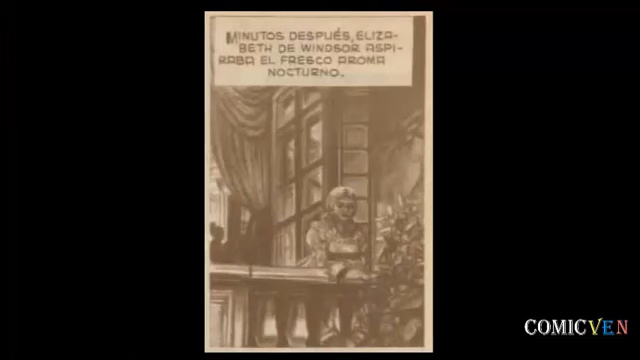 MINUTOS DESPUÉS, ELIZA-
BETH DE WINDSOR ASPI-
RABA EL FRESCO AROMA
NOCTURNO.
COMICVEN